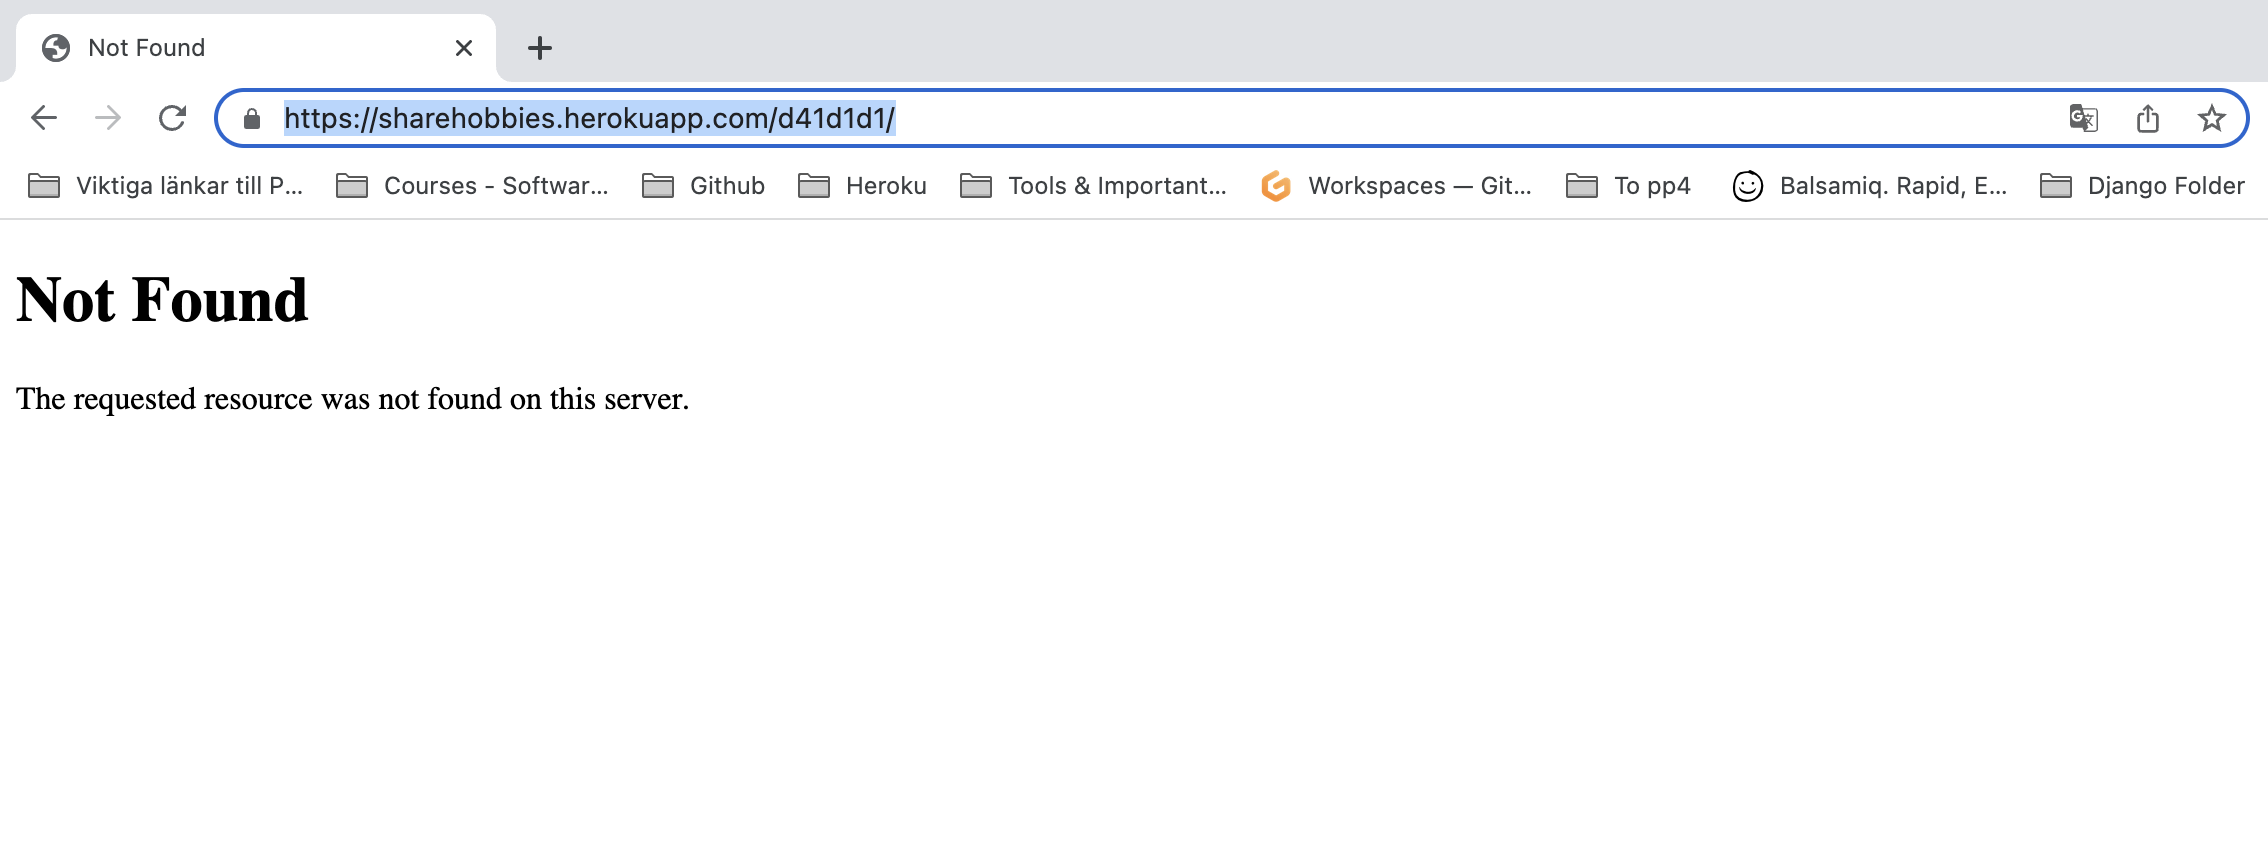 Not Found
https://sharehobbies.herokuapp.com/d41d1d1/
Viktiga länkar till P... Courses - Softwar... Github Heroku Tools & Important... Workspaces — Git... To pp4 Balsamiq. Rapid, E... Django Folder
Not Found
The requested resource was not found on this server.